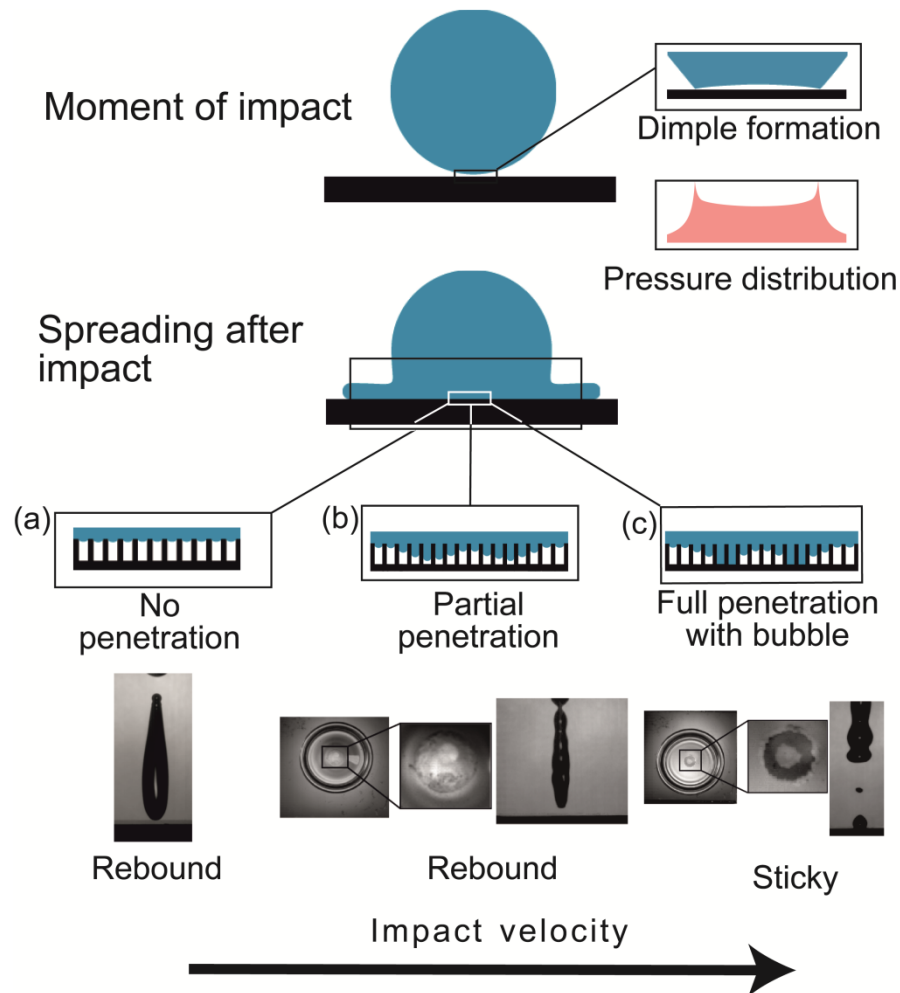 Moment of impact
Dimple formation
Pressure distribution
Spreading after
impact
(a)
(b)
(c)
No
penetration
Partial
penetration
Full penetration
with bubble
Rebound
Rebound
Sticky
Impact velocity